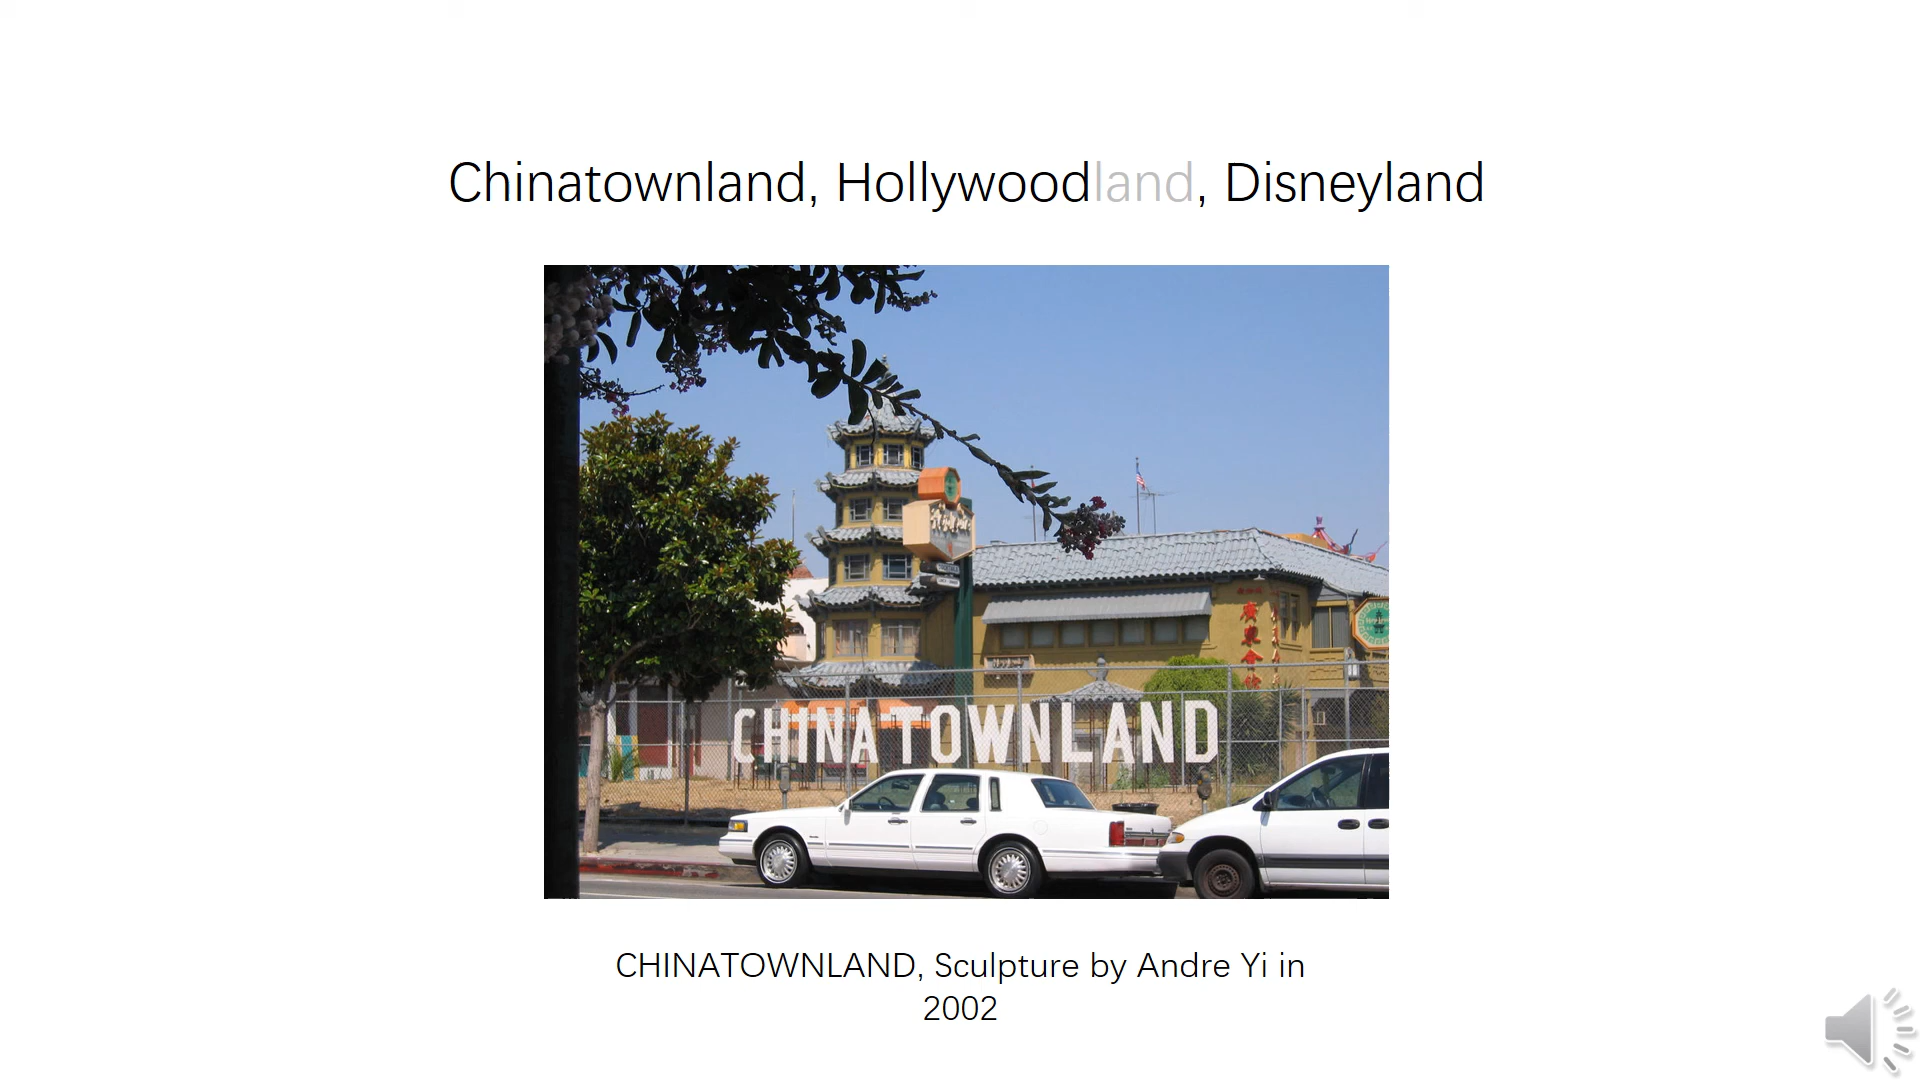 Chinatownland, Hollywoodland, Disneyland
CHINATOWNLAND
CHINATOWNLAND, Sculpture by Andre Yi in
2002